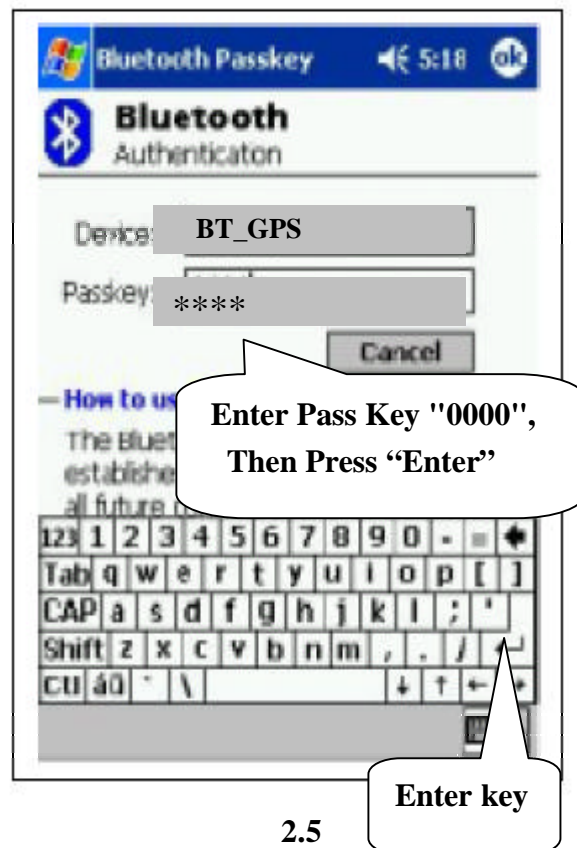 Bluetooth Passkey 5:18 ok
Bluetooth
Authenticaton
Device: BT_GPS
Passkey: ****
Cancel
How to us
Enter Pass Key "0000",
Then Press “Enter”
The Bluet
establishe
all future
123 1 2 3 4 5 6 7 8 9 0 - =
Tab q w e r t y u i o p [ ]
CAP a s d f g h j k l ; '
Shift z x c v b n m , . / ↵
Ctl áü ` \ ↓ ↑ ← →
Enter key
2.5